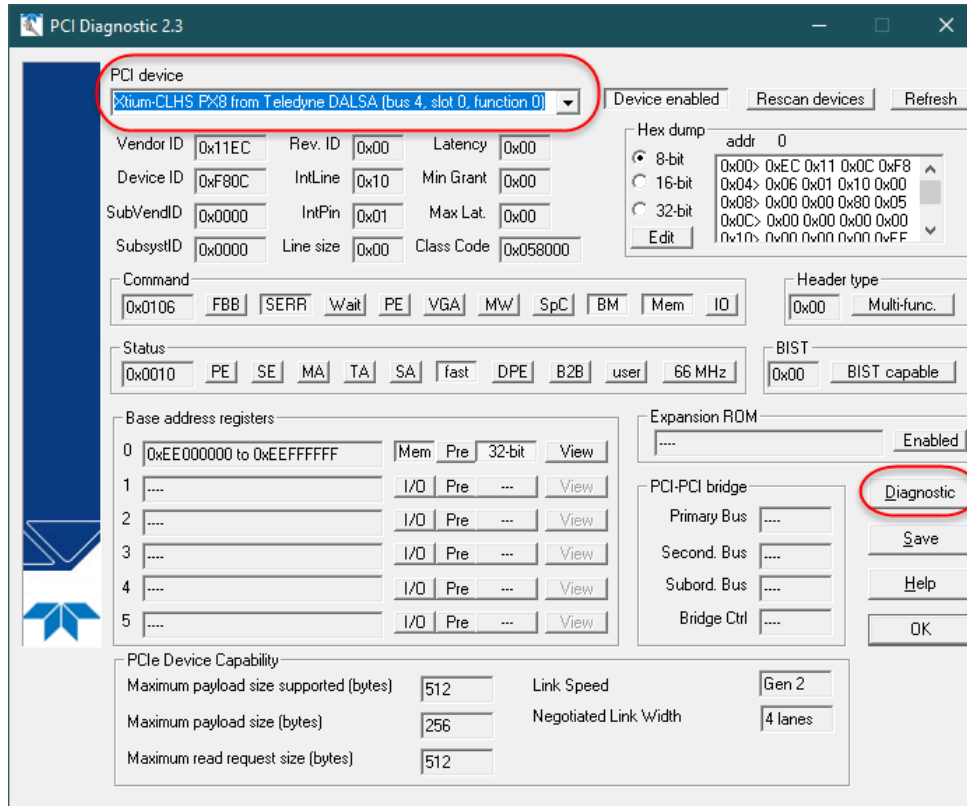 PCI Diagnostic 2.3
PCI device
Xtium-CLHS PX8 from Teledyne DALSA (bus 4, slot 0, function 0)
Device enabled
Rescan devices
Refresh
Vendor ID 0x11EC Rev. ID 0x00 Latency 0x00
Device ID 0xF80C IntLine 0x10 Min Grant 0x00
SubVendID 0x0000 IntPin 0x01 Max Lat. 0x00
SubsystID 0x0000 Line size 0x00 Class Code 0x058000
Hex dump
addr 0
8-bit
16-bit
32-bit
Edit
0x00> 0xEC 0x11 0x0C 0xF8
0x04> 0x06 0x01 0x10 0x00
0x08> 0x00 0x00 0x80 0x05
0x0C> 0x00 0x00 0x00 0x00
0x10> 0x00 0x00 0x00 0xEE
Command
0x0106 FBB SERR Wait PE VGA MW SpC BM Mem IO
Header type
0x00 Multi-func.
Status
0x0010 PE SE MA TA SA fast DPE B2B user 66 MHz
BIST
0x00 BIST capable
Base address registers
0 0xEE000000 to 0xEEFFFFFF Mem Pre 32-bit View
1 ---- I/O Pre --- View
2 ---- I/O Pre --- View
3 ---- I/O Pre --- View
4 ---- I/O Pre --- View
5 ---- I/O Pre --- View
Expansion ROM
---- Enabled
PCI-PCI bridge
Primary Bus ----
Second. Bus ----
Subord. Bus ----
Bridge Ctrl ----
Diagnostic
Save
Help
OK
PCIe Device Capability
Maximum payload size supported (bytes) 512
Maximum payload size (bytes) 256
Maximum read request size (bytes) 512
Link Speed Gen 2
Negotiated Link Width 4 lanes